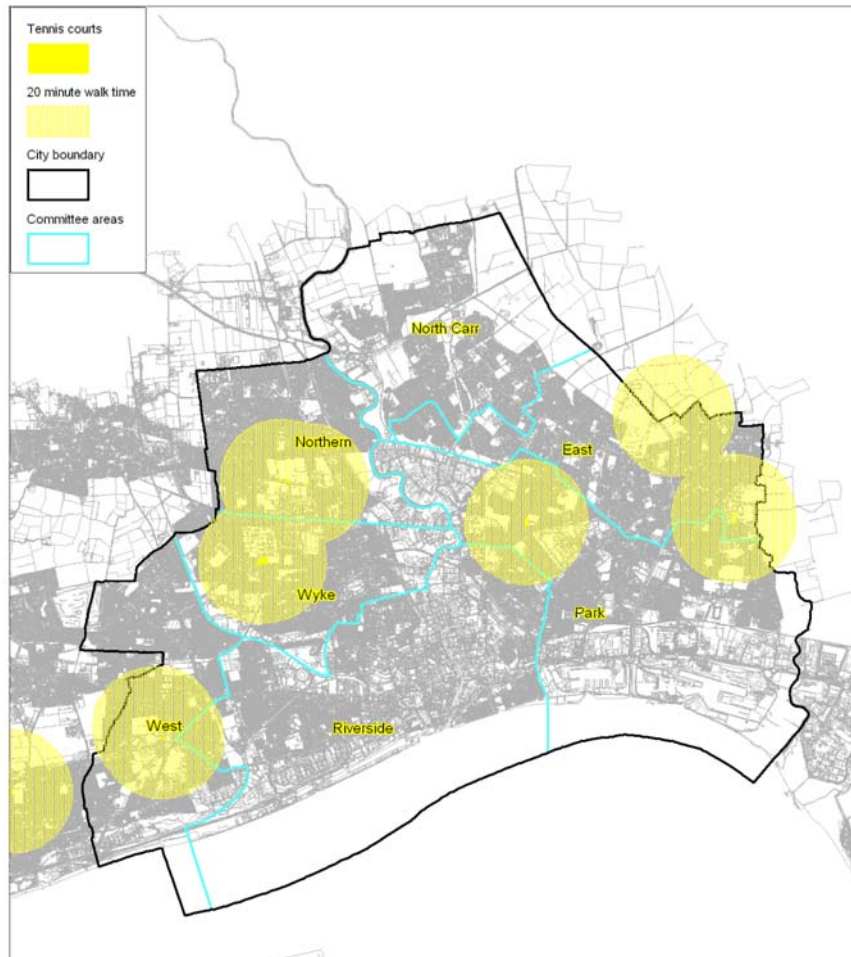 Tennis courts
20 minute walk time
City boundary
Committee areas
North Carr
Northern
East
Wyke
Park
West
Riverside